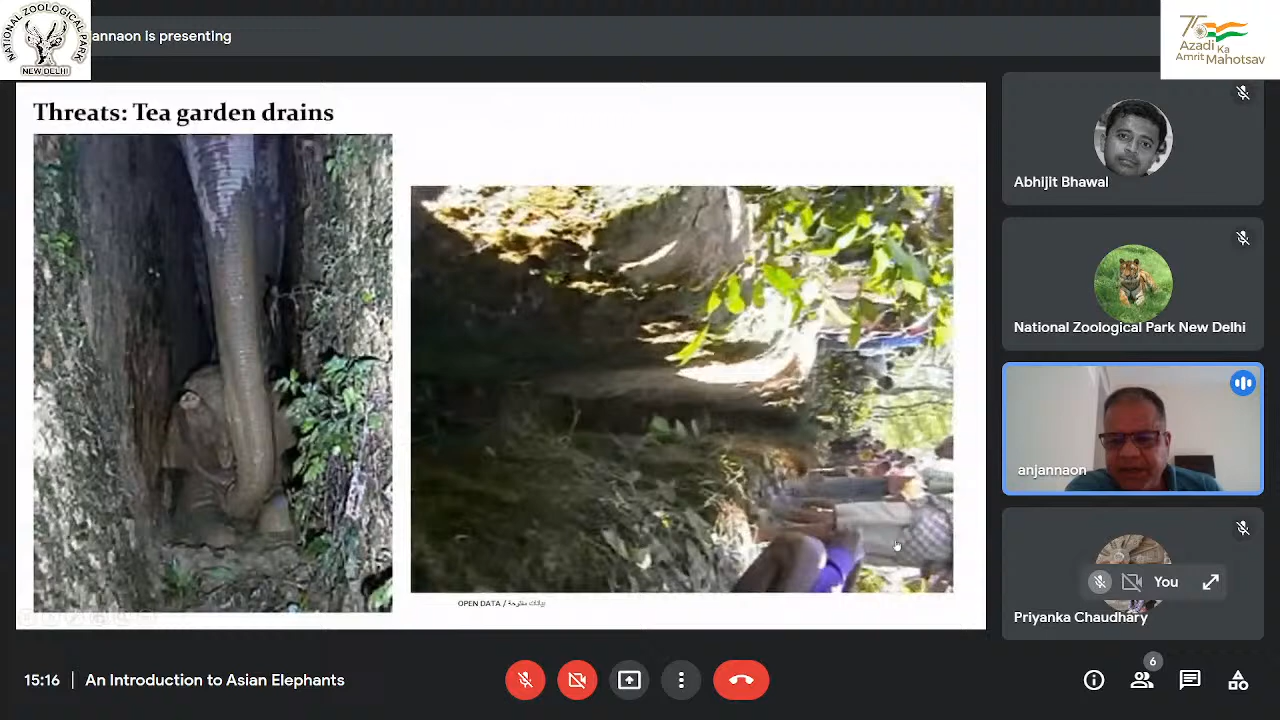 NATIONAL ZOOLOGICAL PARK
NEW DELHI
annaon is presenting
75
Azadi Ka
Amrit Mahotsav
Threats: Tea garden drains
OPEN DATA / بيانات مفتوحة
Abhijit Bhawal
National Zoological Park New Delhi
anjannaon
You
Priyanka Chaudhary
15:16 | An Introduction to Asian Elephants
6